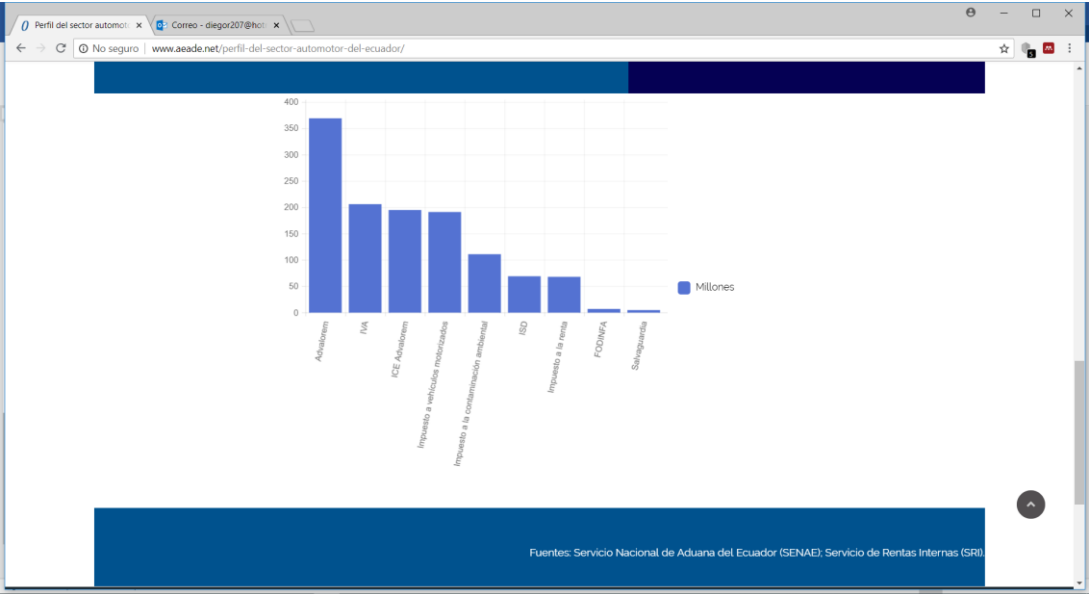 Perfil del sector automoto
Correo - diegor207@hot
No seguro
www.aeade.net/perfil-del-sector-automotor-del-ecuador/
400
350
300
250
200
150
100
50
0
Advalorem
IVA
ICE Advalorem
Impuesto a vehículos motorizados
Impuesto a la contaminación ambiental
ISD
Impuesto a la renta
FODINFA
Salvaguardia
Millones
Fuentes: Servicio Nacional de Aduana del Ecuador (SENAE); Servicio de Rentas Internas (SRI).